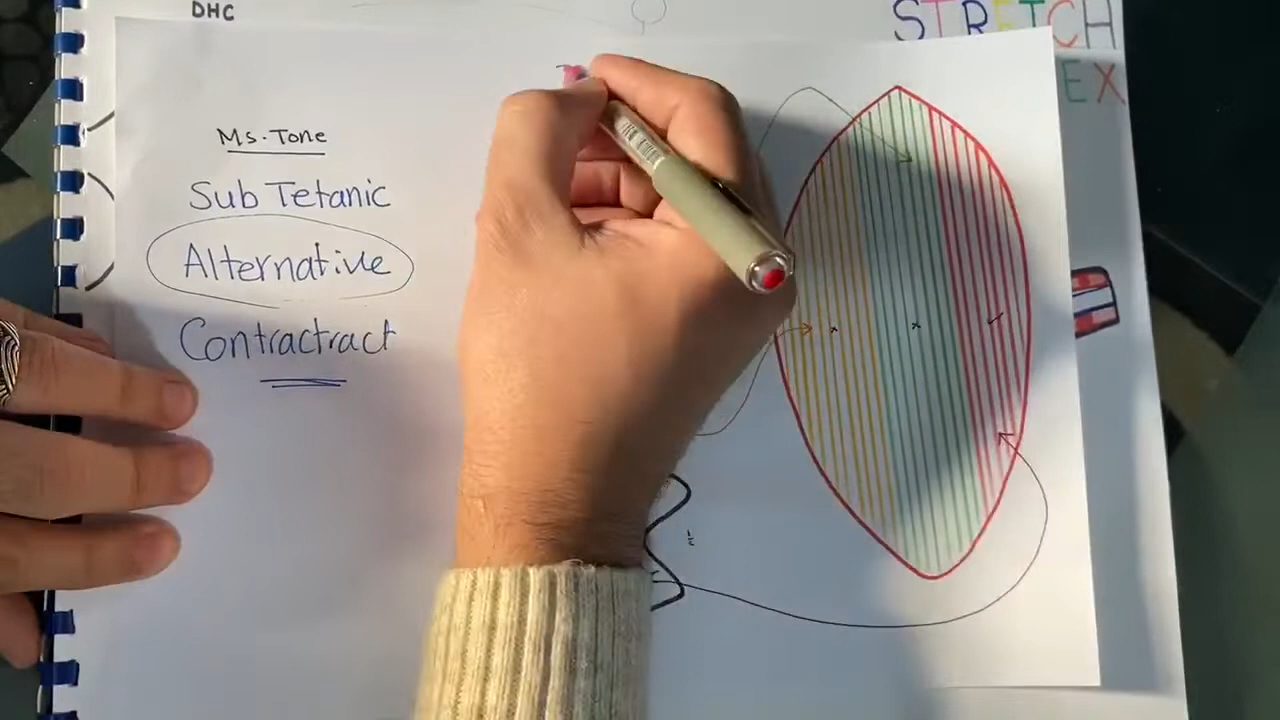 DHC
STRETCH
EX
Ms. Tone
Sub Tetanic
Alternative
Contractract